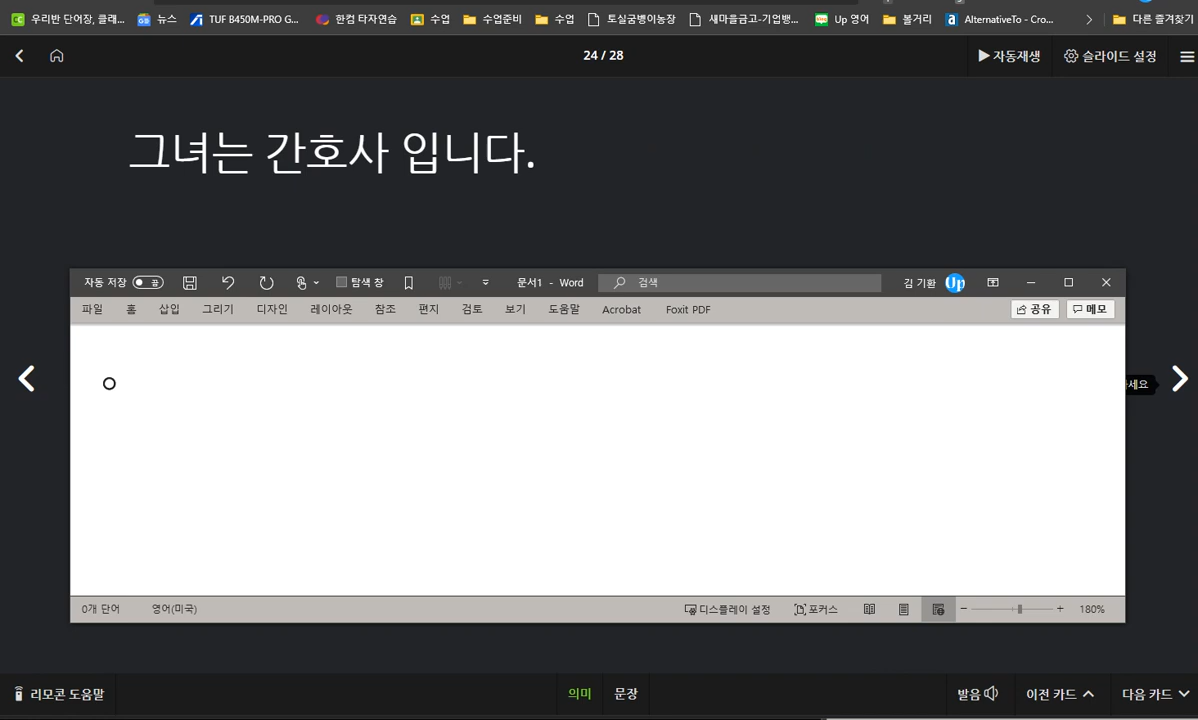 우리반 단어장, 클래... 뉴스 TUF B450M-PRO G... 한컴 타자연습 수업 수업준비 수업 토실굼벵이농장 새마을금고-기업뱅... Up 영어 볼거리 AlternativeTo - Cro... 다른 즐겨찾기
24 / 28 자동재생 슬라이드 설정
그녀는 간호사 입니다.
자동 저장 끔 탐색 창 문서1 - Word 검색 김 기환 Up
파일 홈 삽입 그리기 디자인 레이아웃 참조 편지 검토 보기 도움말 Acrobat Foxit PDF 공유 메모
세요
0개 단어 영어(미국) 디스플레이 설정 포커스 180%
리모콘 도움말 의미 문장 발음 이전 카드 다음 카드